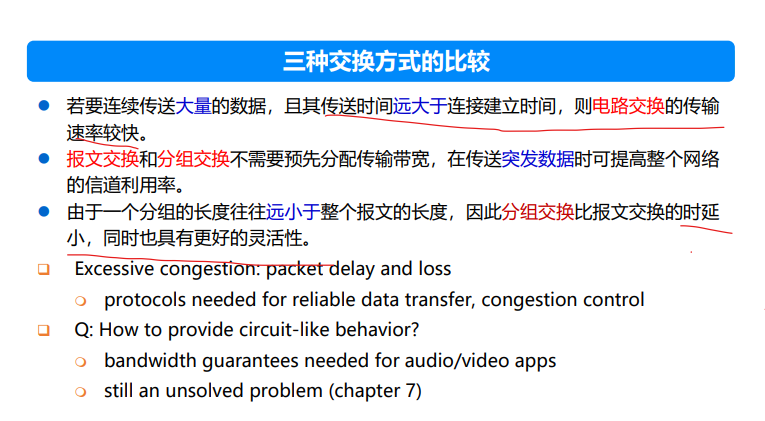 三种交换方式的比较
若要连续传送大量的数据，且其传送时间远大于连接建立时间，则电路交换的传输
速率较快。
报文交换和分组交换不需要预先分配传输带宽，在传送突发数据时可提高整个网络
的信道利用率。
由于一个分组的长度往往远小于整个报文的长度，因此分组交换比报文交换的时延
小，同时也具有更好的灵活性。
Excessive congestion: packet delay and loss
protocols needed for reliable data transfer, congestion control
Q: How to provide circuit-like behavior?
bandwidth guarantees needed for audio/video apps
still an unsolved problem (chapter 7)